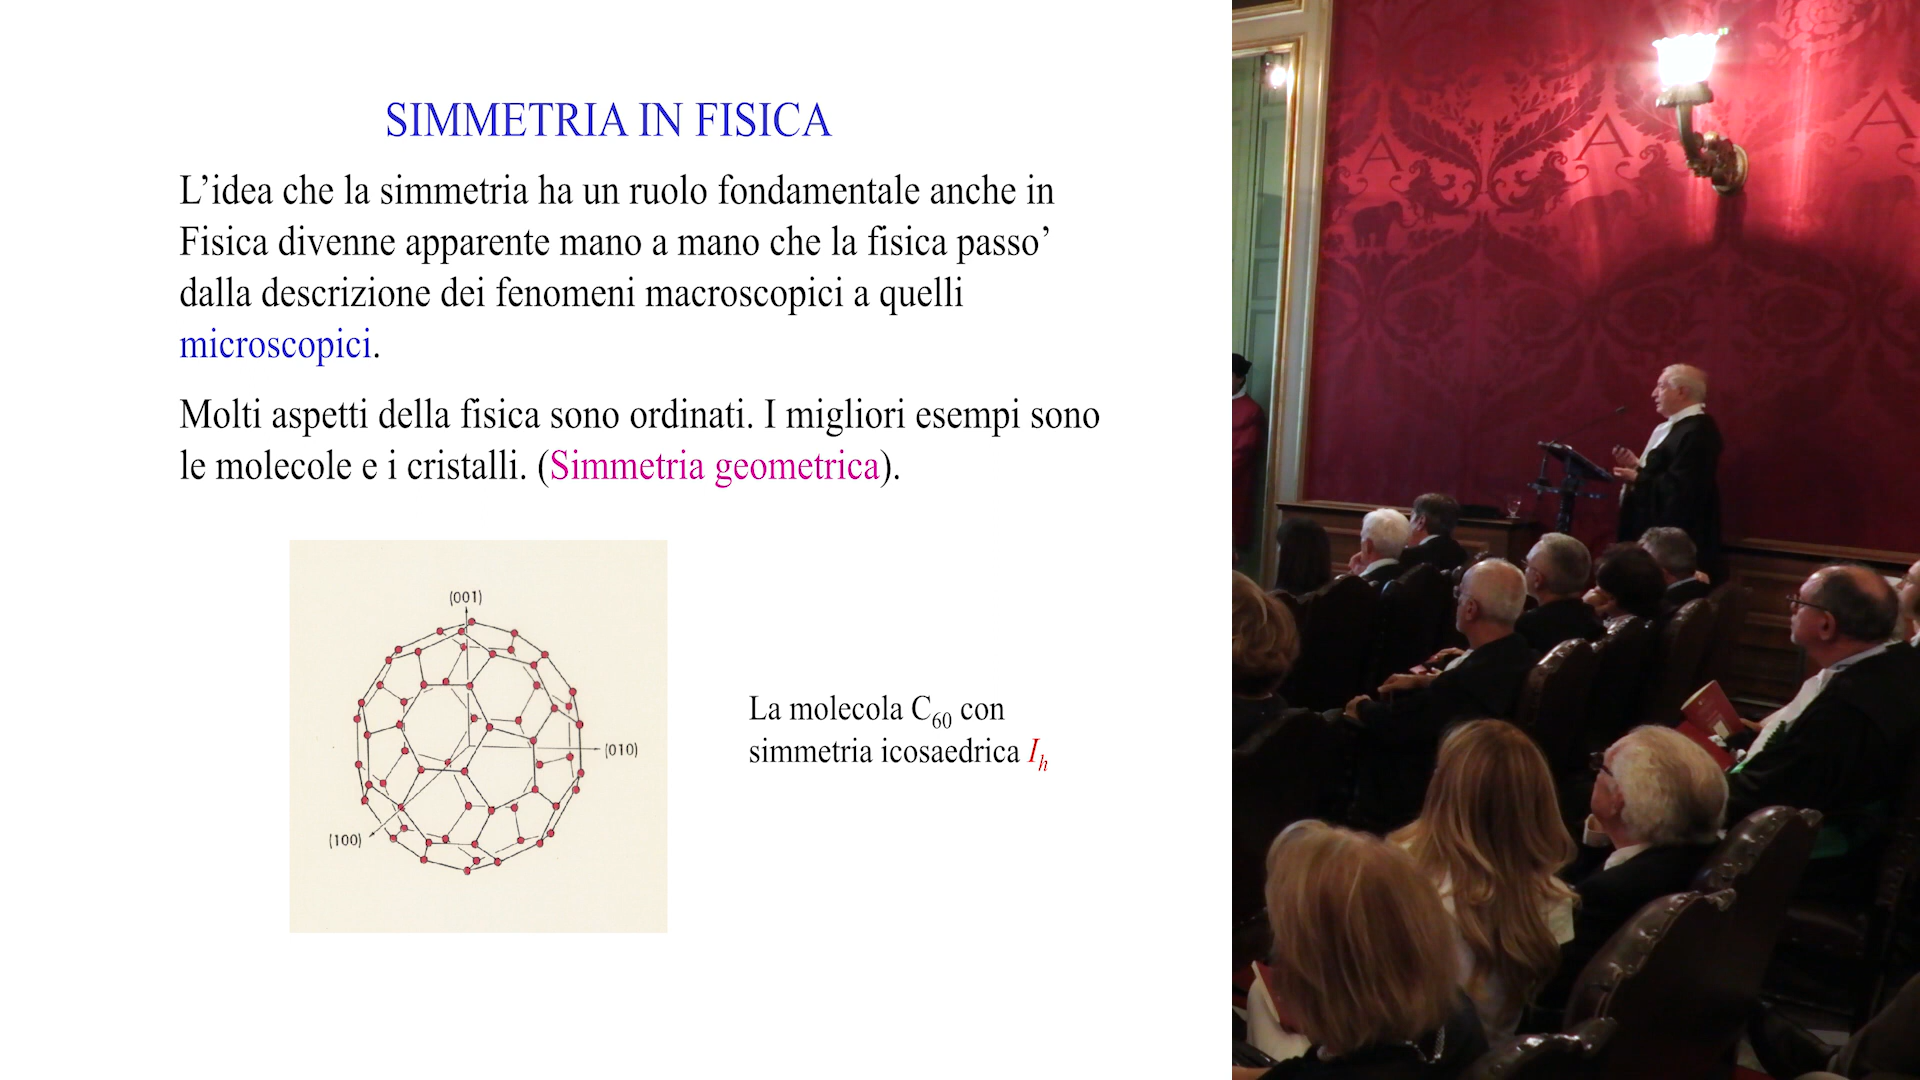 SIMMETRIA IN FISICA
L’idea che la simmetria ha un ruolo fondamentale anche in
Fisica divenne apparente mano a mano che la fisica passo’
dalla descrizione dei fenomeni macroscopici a quelli
microscopici.
Molti aspetti della fisica sono ordinati. I migliori esempi sono
le molecole e i cristalli. (Simmetria geometrica).
(001)
(010)
(100)
La molecola C60 con
simmetria icosaedrica Ih
A A A